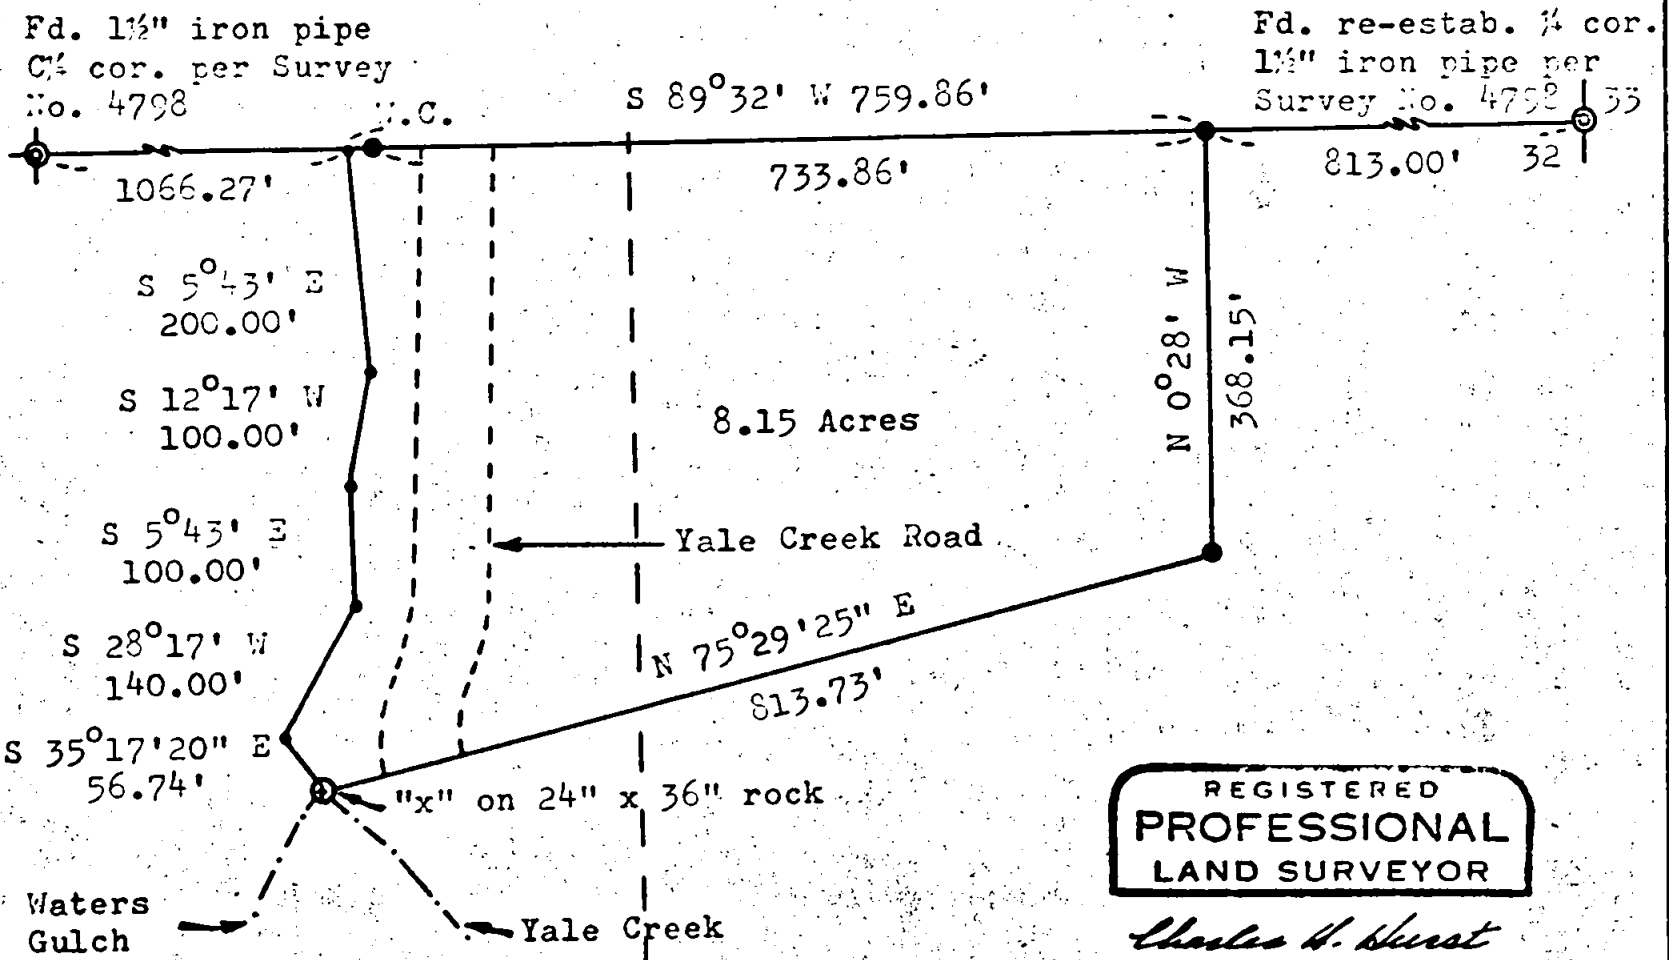 Fd. 1½" iron pipe
C¼ cor. per Survey
No. 4798
Fd. re-estab. ¼ cor.
1½" iron pipe per
Survey No. 4798
33
32
W.C.
S 89°32' W 759.86'
1066.27'
733.86'
813.00'
S 5°43' E
200.00'
S 12°17' W
100.00'
S 5°43' E
100.00'
S 28°17' W
140.00'
S 35°17'20" E
56.74'
8.15 Acres
N 0°28' W
368.15'
Yale Creek Road
N 75°29'25" E
813.73'
"x" on 24" x 36" rock
Waters
Gulch
Yale Creek
REGISTERED
PROFESSIONAL
LAND SURVEYOR
Charles H. Hurst